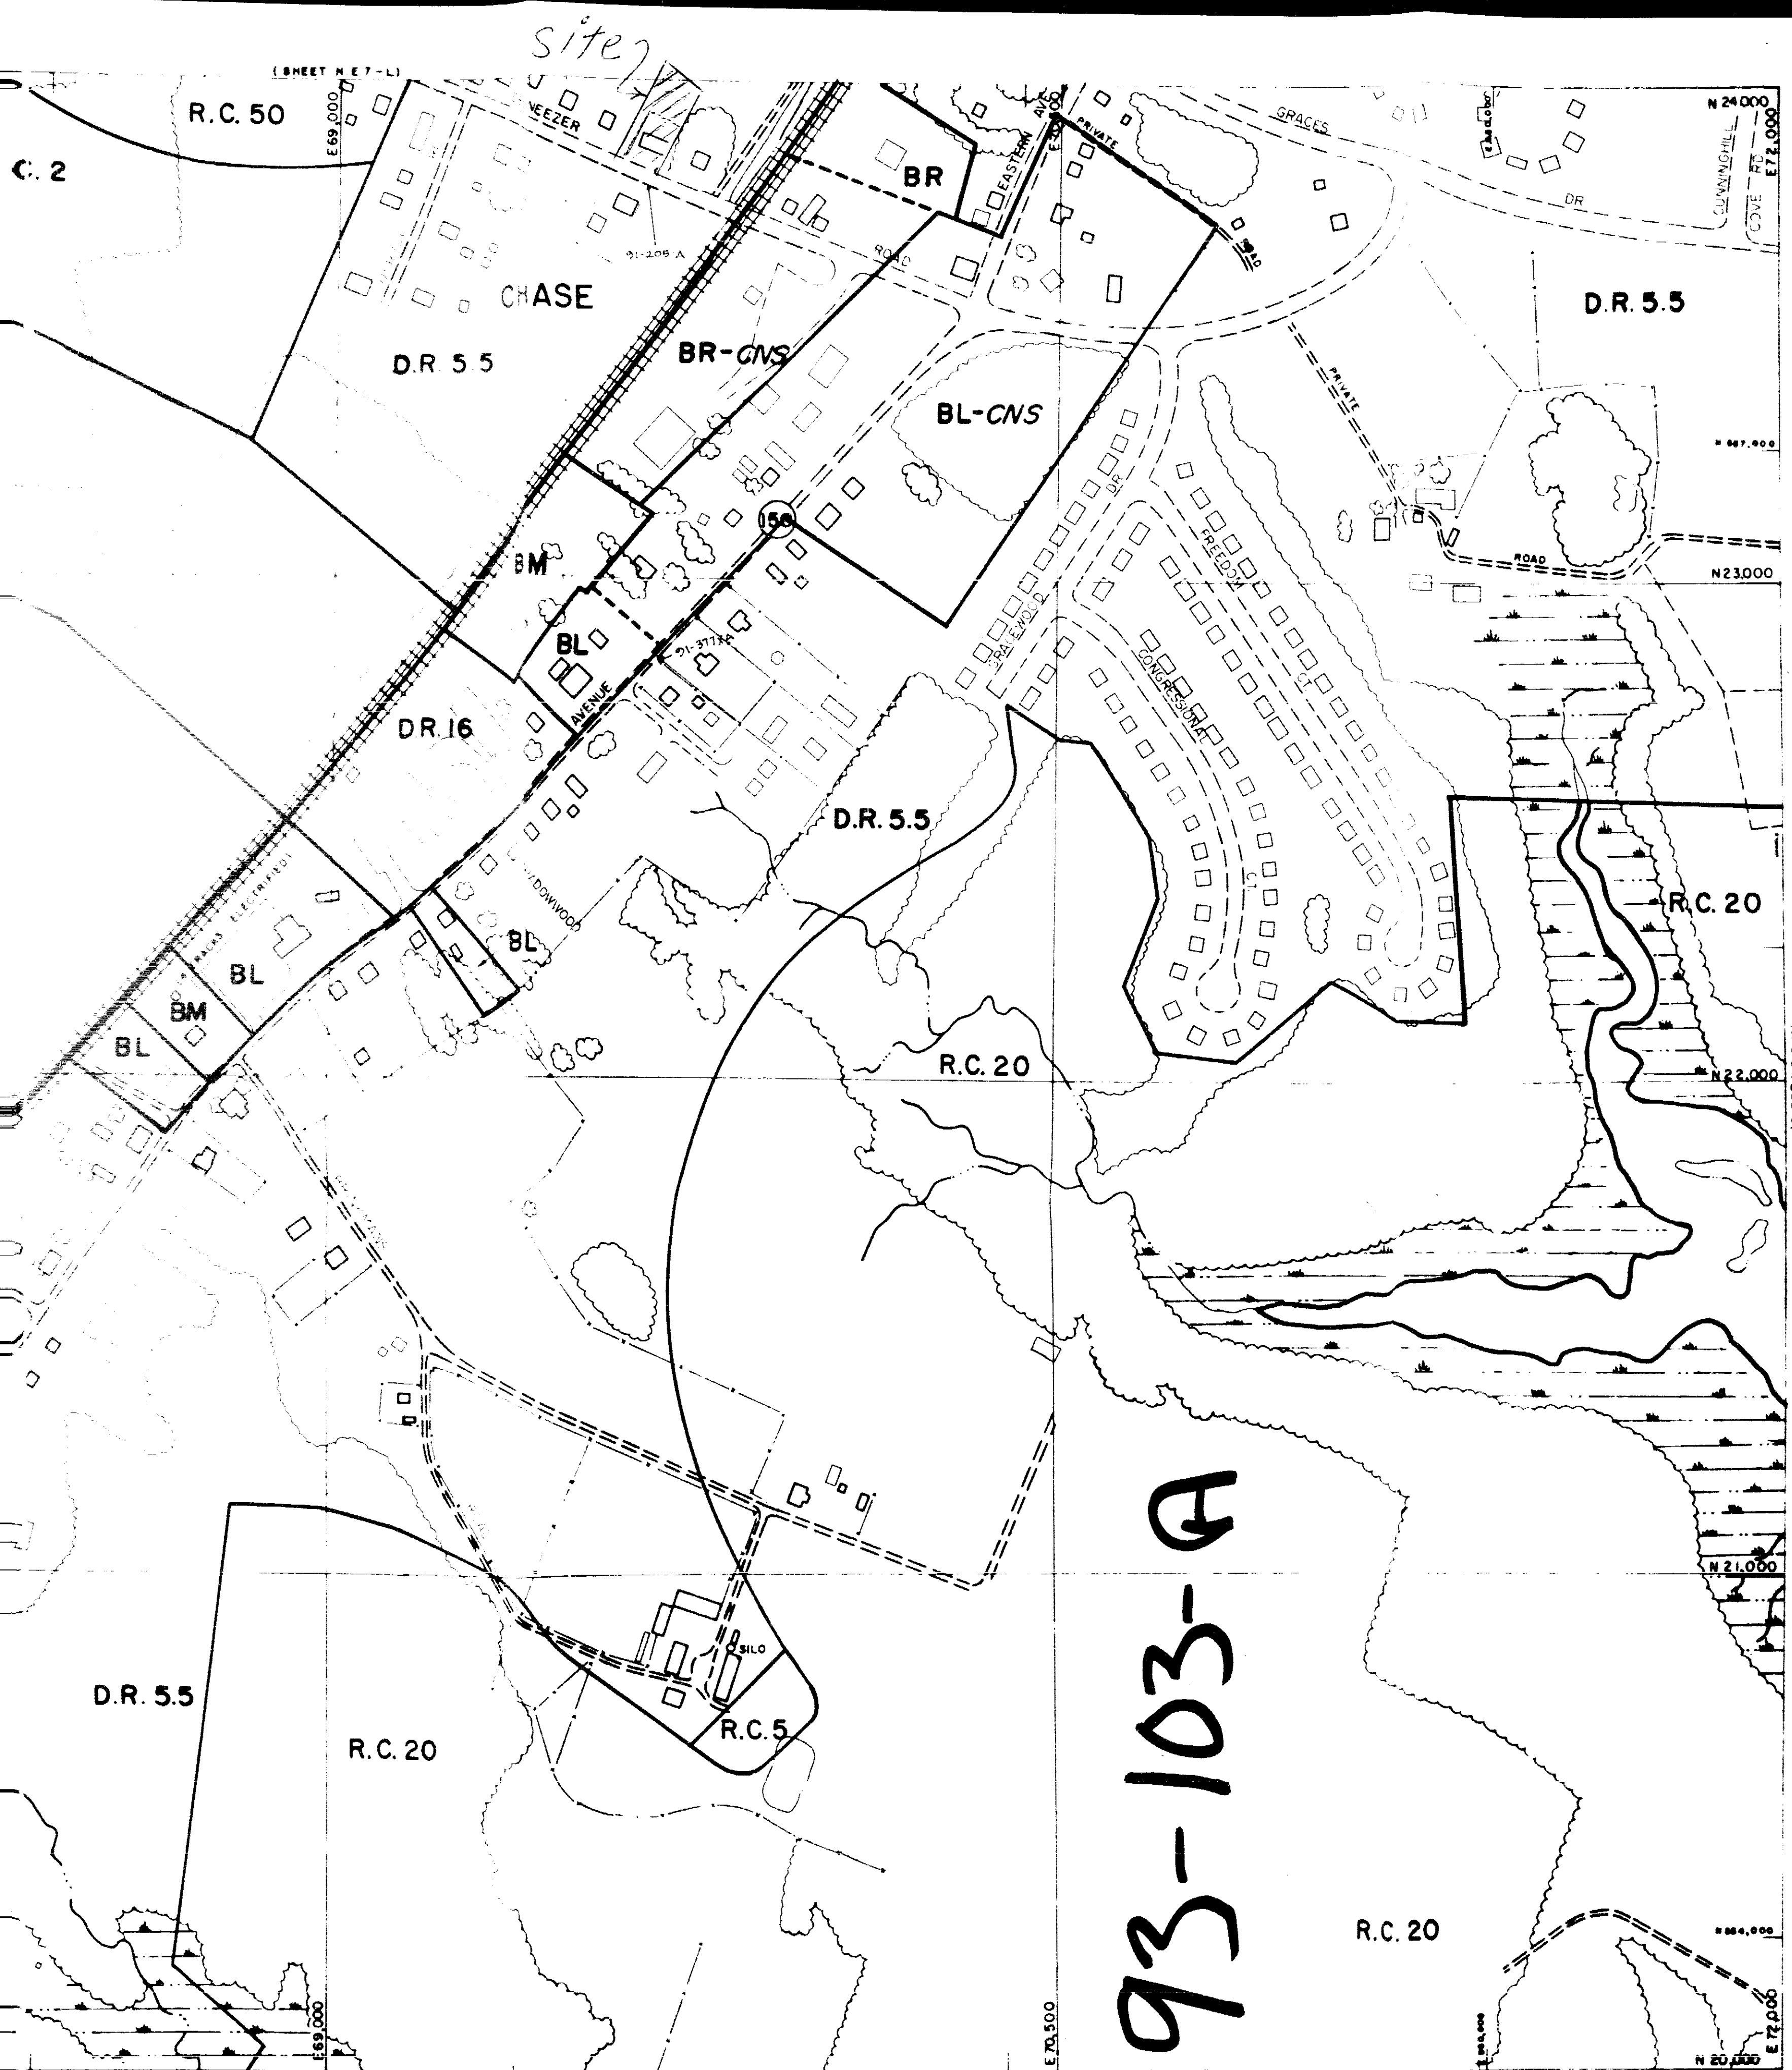 site
(SHEET N E 7-L)
R.C. 50
E 69,000
EASTERN
AVE
PRIVATE
ROAD
GRACES
DR
CUNNINGHILL
COVE RD
N 24 000
E 72,000
C. 2
BR
ROAD
91-205 A
CHASE
D.R. 5.5
D.R. 5.5
BR-CNS
BL-CNS
PRIVATE
ROAD
DR
150
N 23,000
BM
FREEDOM
CT
BL
91-377XA
AVENUE
CONGRESSIONAL
CT
D.R. 16
D.R. 5.5
R.C. 20
ELECTRIFIED)
BL
BL
BM
BL
R.C. 20
N 22,000
N 21,000
SILO
D.R. 5.5
R.C. 5
R.C. 20
93-103-A
R.C. 20
E 69,000
E 70,500
E 72,000
N 20,000